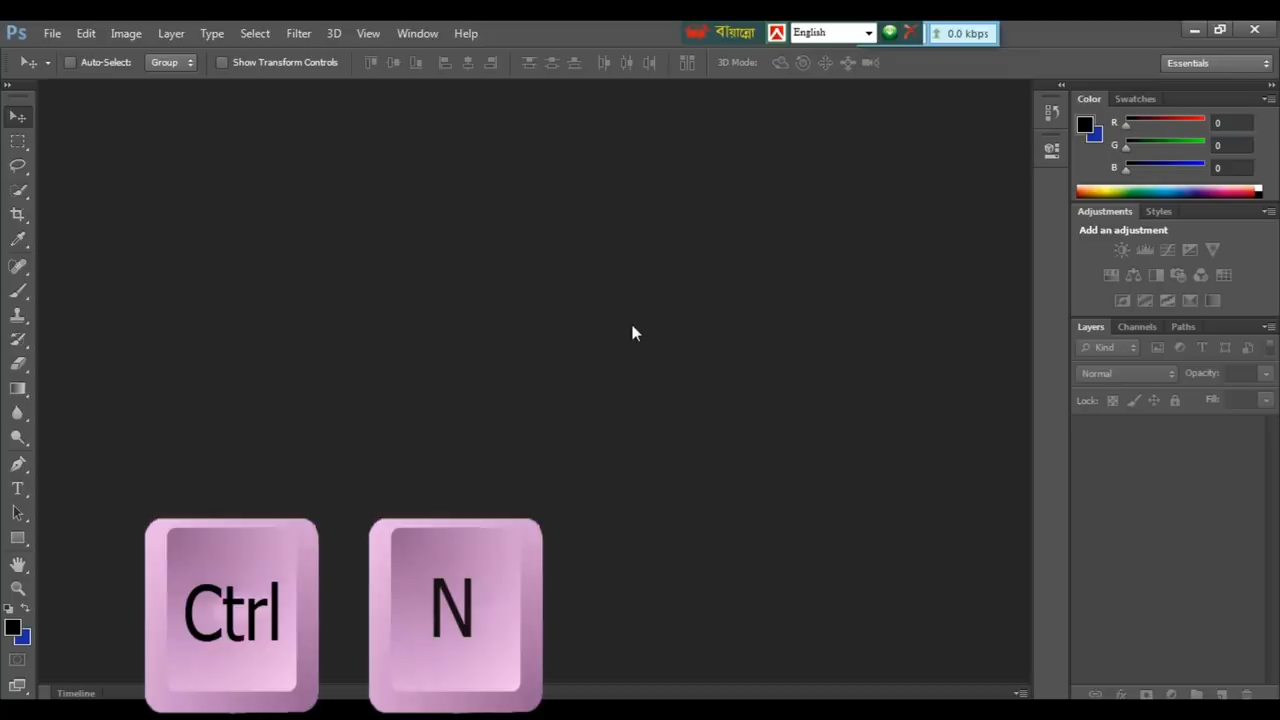 Ps File Edit Image Layer Type Select Filter 3D View Window Help বায়ান্নো English 0.0 kbps
Auto-Select: Group Show Transform Controls 3D Mode: Essentials
Color Swatches
R 0
G 0
B 0
Adjustments Styles
Add an adjustment
Layers Channels Paths
Kind
Normal Opacity:
Lock: Fill:
Ctrl N
Timeline